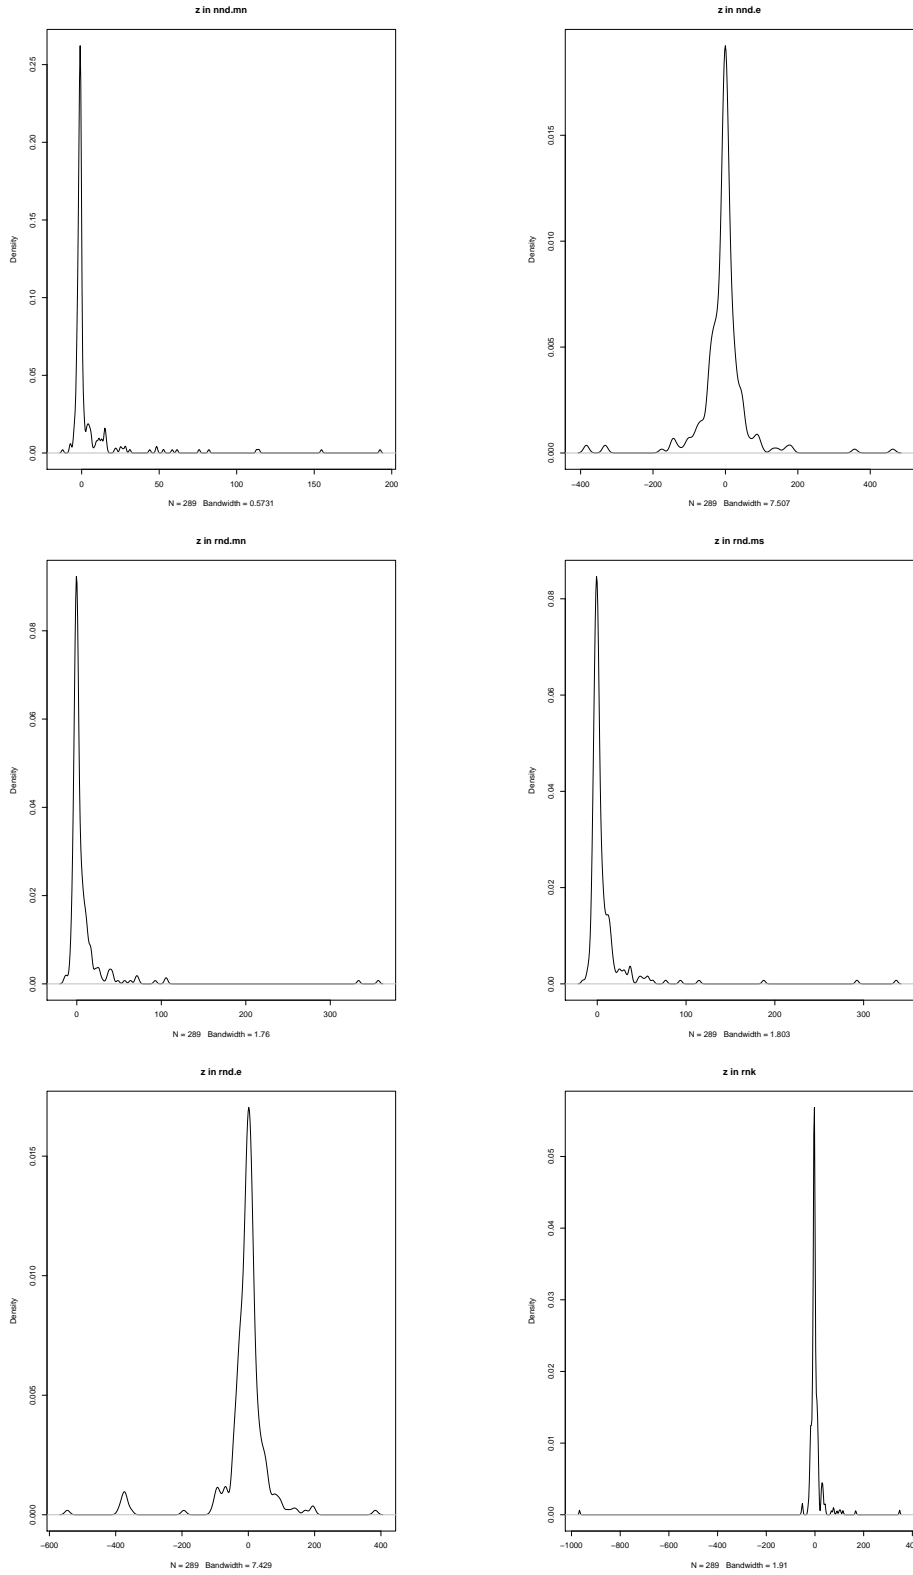 z in nnd.mn
Density
0.00 0.05 0.10 0.15 0.20 0.25
0 50 100 150 200
N = 289 Bandwidth = 0.5731
z in nnd.e
Density
0.000 0.005 0.010 0.015
−400 −200 0 200 400
N = 289 Bandwidth = 7.507
z in rnd.mn
Density
0.00 0.02 0.04 0.06 0.08
0 100 200 300
N = 289 Bandwidth = 1.76
z in rnd.ms
Density
0.00 0.02 0.04 0.06 0.08
0 100 200 300
N = 289 Bandwidth = 1.803
z in rnd.e
Density
0.000 0.005 0.010 0.015
−600 −400 −200 0 200 400
N = 289 Bandwidth = 7.429
z in rnk
Density
0.00 0.01 0.02 0.03 0.04 0.05
−1000 −800 −600 −400 −200 0 200
N = 289 Bandwidth = 1.91